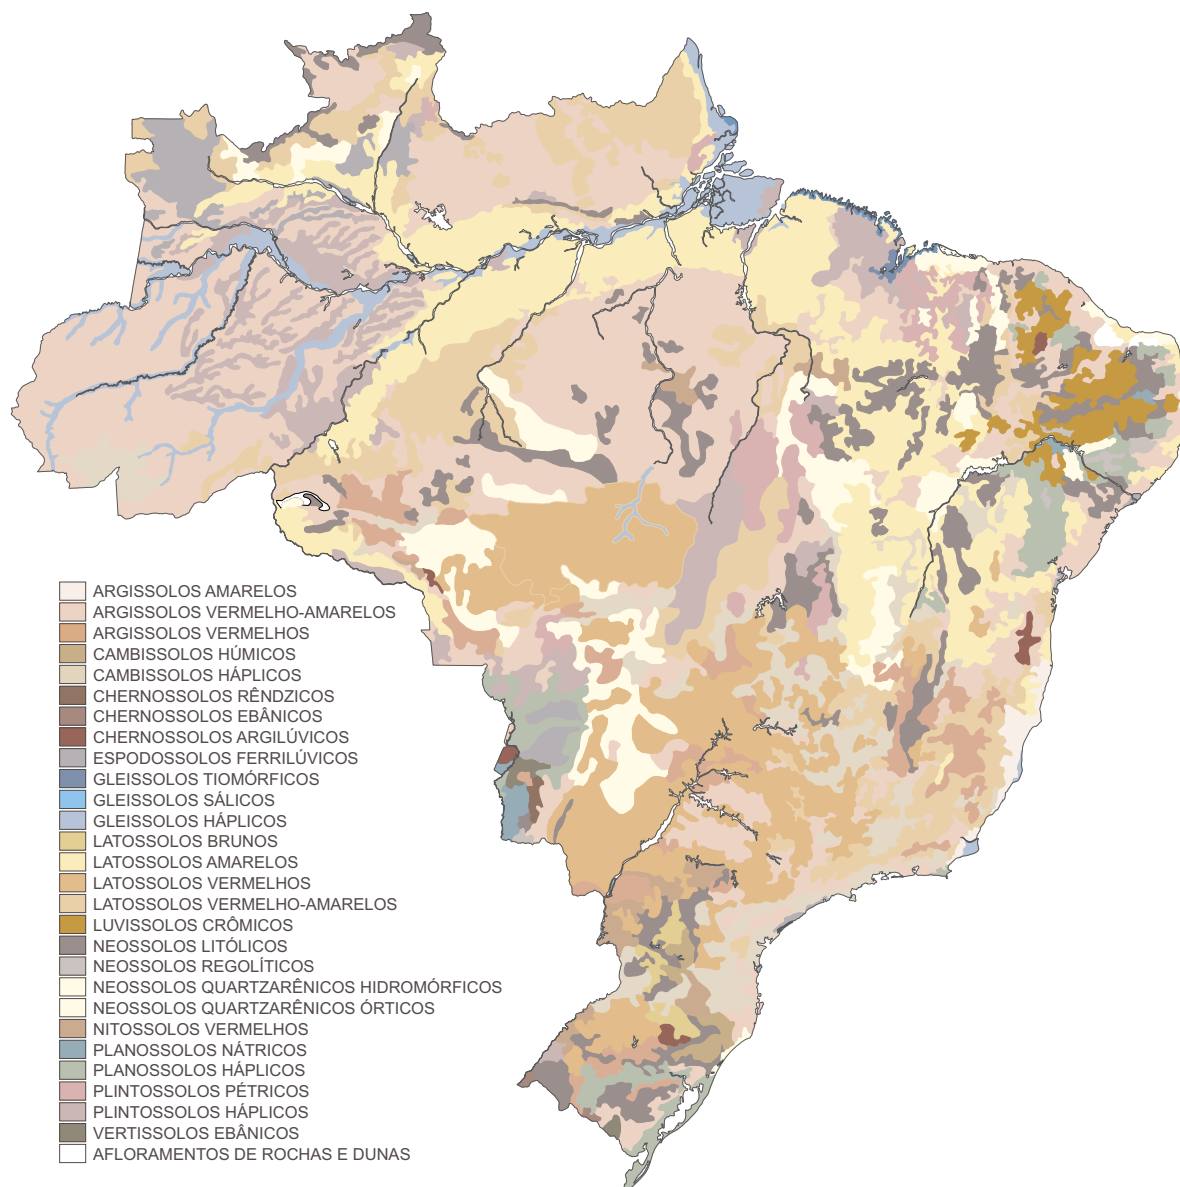 ARGISSOLOS AMARELOS
ARGISSOLOS VERMELHO-AMARELOS
ARGISSOLOS VERMELHOS
CAMBISSOLOS HÚMICOS
CAMBISSOLOS HÁPLICOS
CHERNOSSOLOS RÊNDZICOS
CHERNOSSOLOS EBÂNICOS
CHERNOSSOLOS ARGILÚVICOS
ESPODOSSOLOS FERRILÚVICOS
GLEISSOLOS TIOMÓRFICOS
GLEISSOLOS SÁLICOS
GLEISSOLOS HÁPLICOS
LATOSSOLOS BRUNOS
LATOSSOLOS AMARELOS
LATOSSOLOS VERMELHOS
LATOSSOLOS VERMELHO-AMARELOS
LUVISSOLOS CRÔMICOS
NEOSSOLOS LITÓLICOS
NEOSSOLOS REGOLÍTICOS
NEOSSOLOS QUARTZARÊNICOS HIDROMÓRFICOS
NEOSSOLOS QUARTZARÊNICOS ÓRTICOS
NITOSSOLOS VERMELHOS
PLANOSSOLOS NÁTRICOS
PLANOSSOLOS HÁPLICOS
PLINTOSSOLOS PÉTRICOS
PLINTOSSOLOS HÁPLICOS
VERTISSOLOS EBÂNICOS
AFLORAMENTOS DE ROCHAS E DUNAS